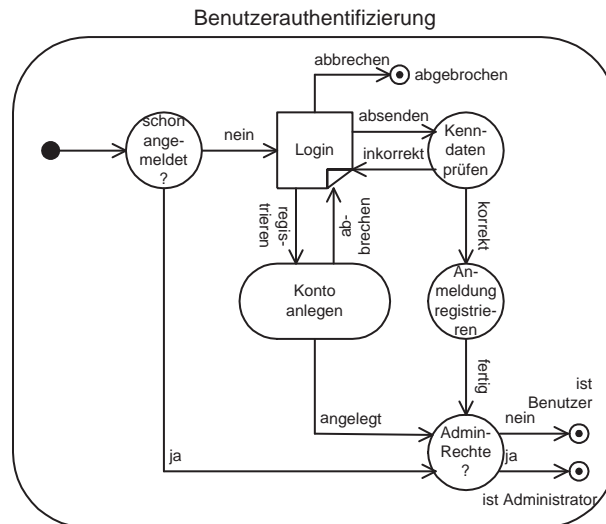 Benutzerauthentifizierung
abbrechen
abgebrochen
schon
ange-
meldet
?
nein
Login
absenden
inkorrekt
Kenn-
daten
prüfen
regis-
trieren
ab-
brechen
korrekt
Konto
anlegen
An-
meldung
registrie-
ren
fertig
angelegt
ja
Admin-
Rechte
?
nein
ist
Benutzer
ja
ist Administrator